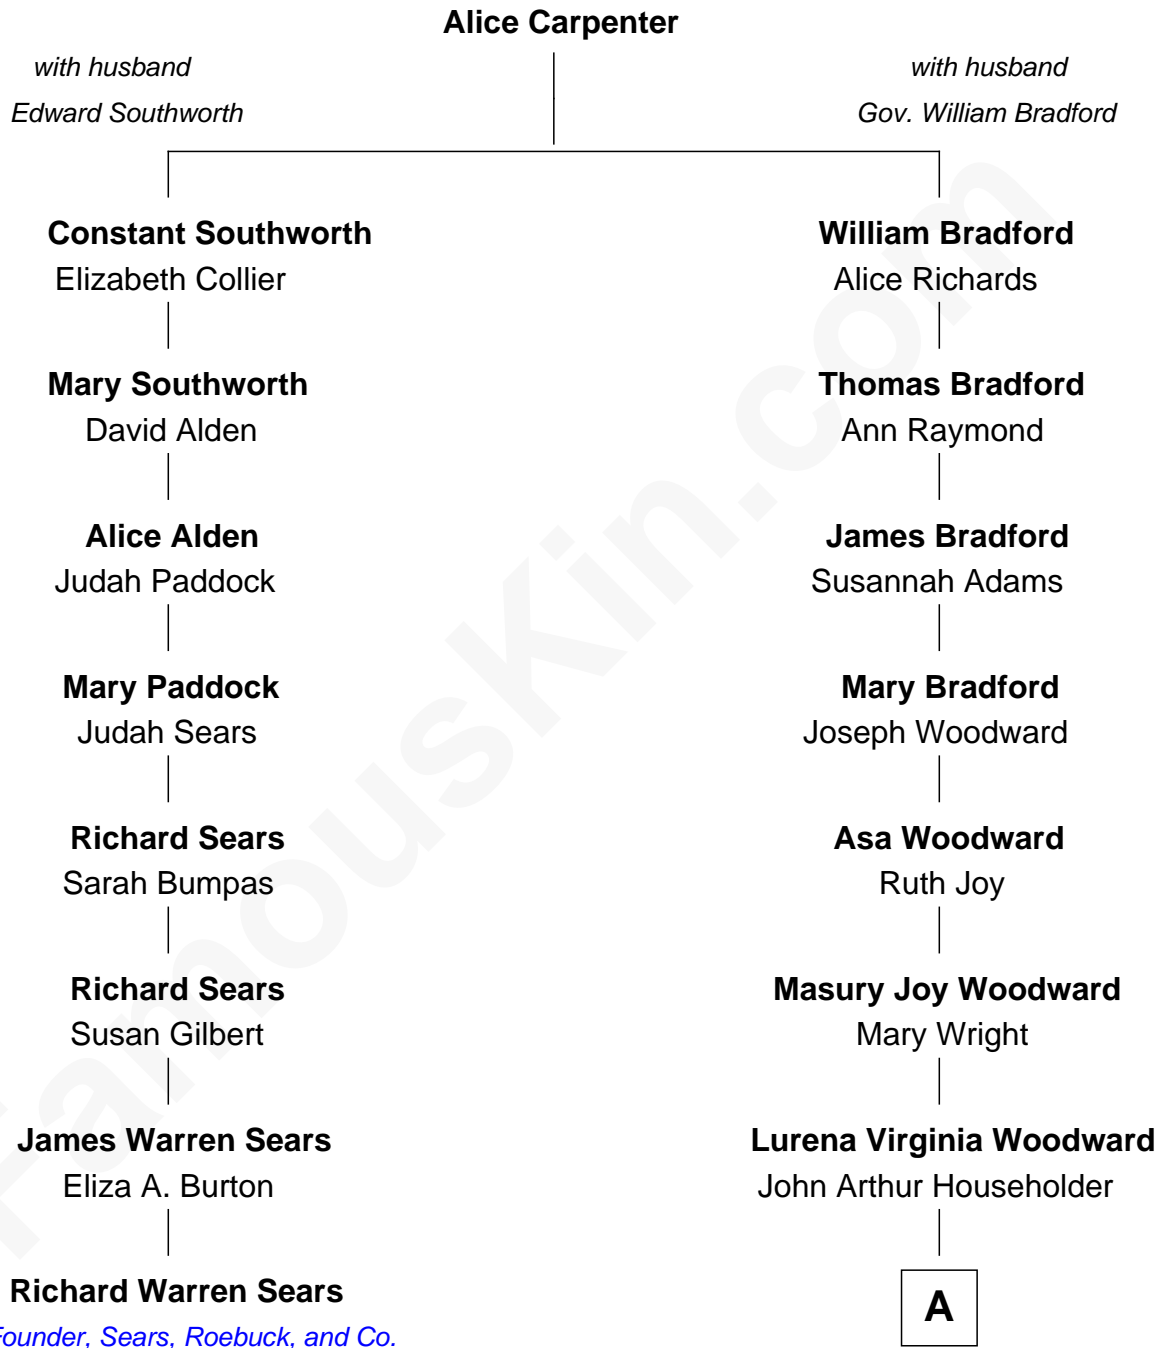 Alice Carpenter
with husband
Edward Southworth
with husband
Gov. William Bradford
Constant Southworth
Elizabeth Collier
Mary Southworth
David Alden
Alice Alden
Judah Paddock
Mary Paddock
Judah Sears
Richard Sears
Sarah Bumpas
Richard Sears
Susan Gilbert
James Warren Sears
Eliza A. Burton
Richard Warren Sears
Founder, Sears, Roebuck, and Co.
William Bradford
Alice Richards
Thomas Bradford
Ann Raymond
James Bradford
Susannah Adams
Mary Bradford
Joseph Woodward
Asa Woodward
Ruth Joy
Masury Joy Woodward
Mary Wright
Lurena Virginia Woodward
John Arthur Householder
A
FamousKin.com